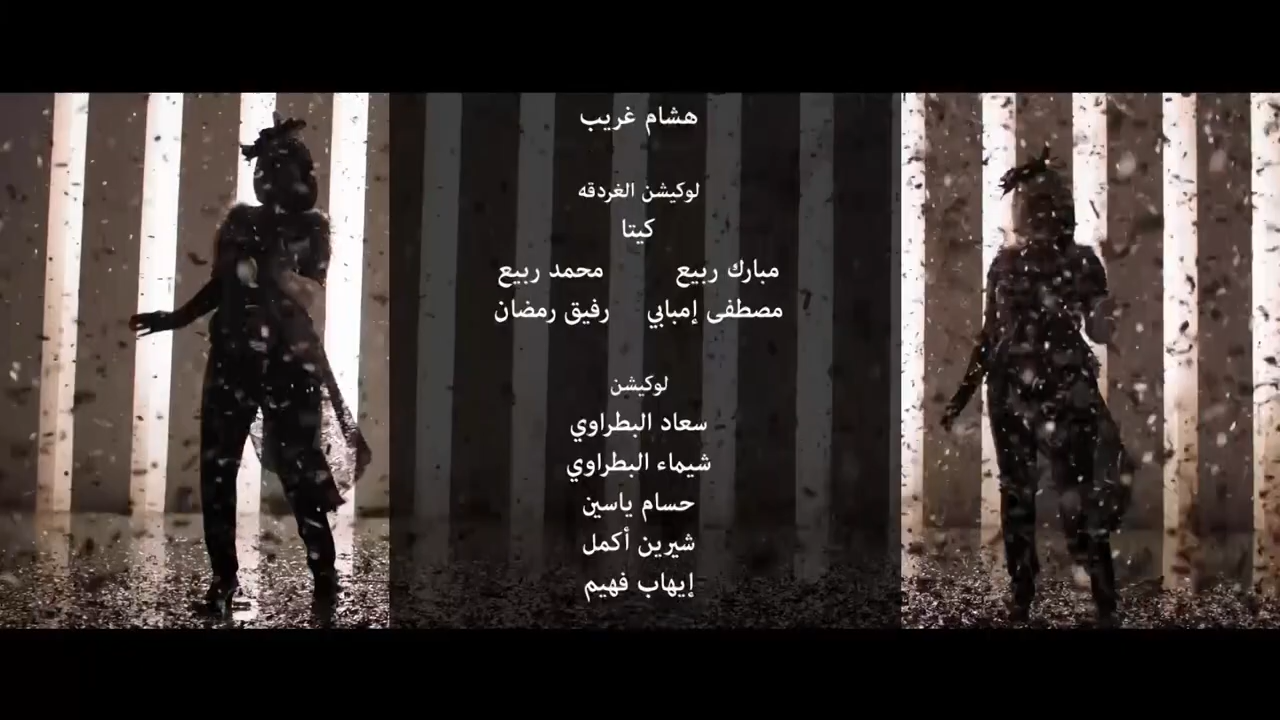 هشام غريب
لوكيشن الغردقه
كيتا
مبارك ربيع محمد ربيع
مصطفى إمبابي رفيق رمضان
لوكيشن
سعاد البطراوي
شيماء البطراوي
حسام ياسين
شيرين أكمل
إيهاب فهيم